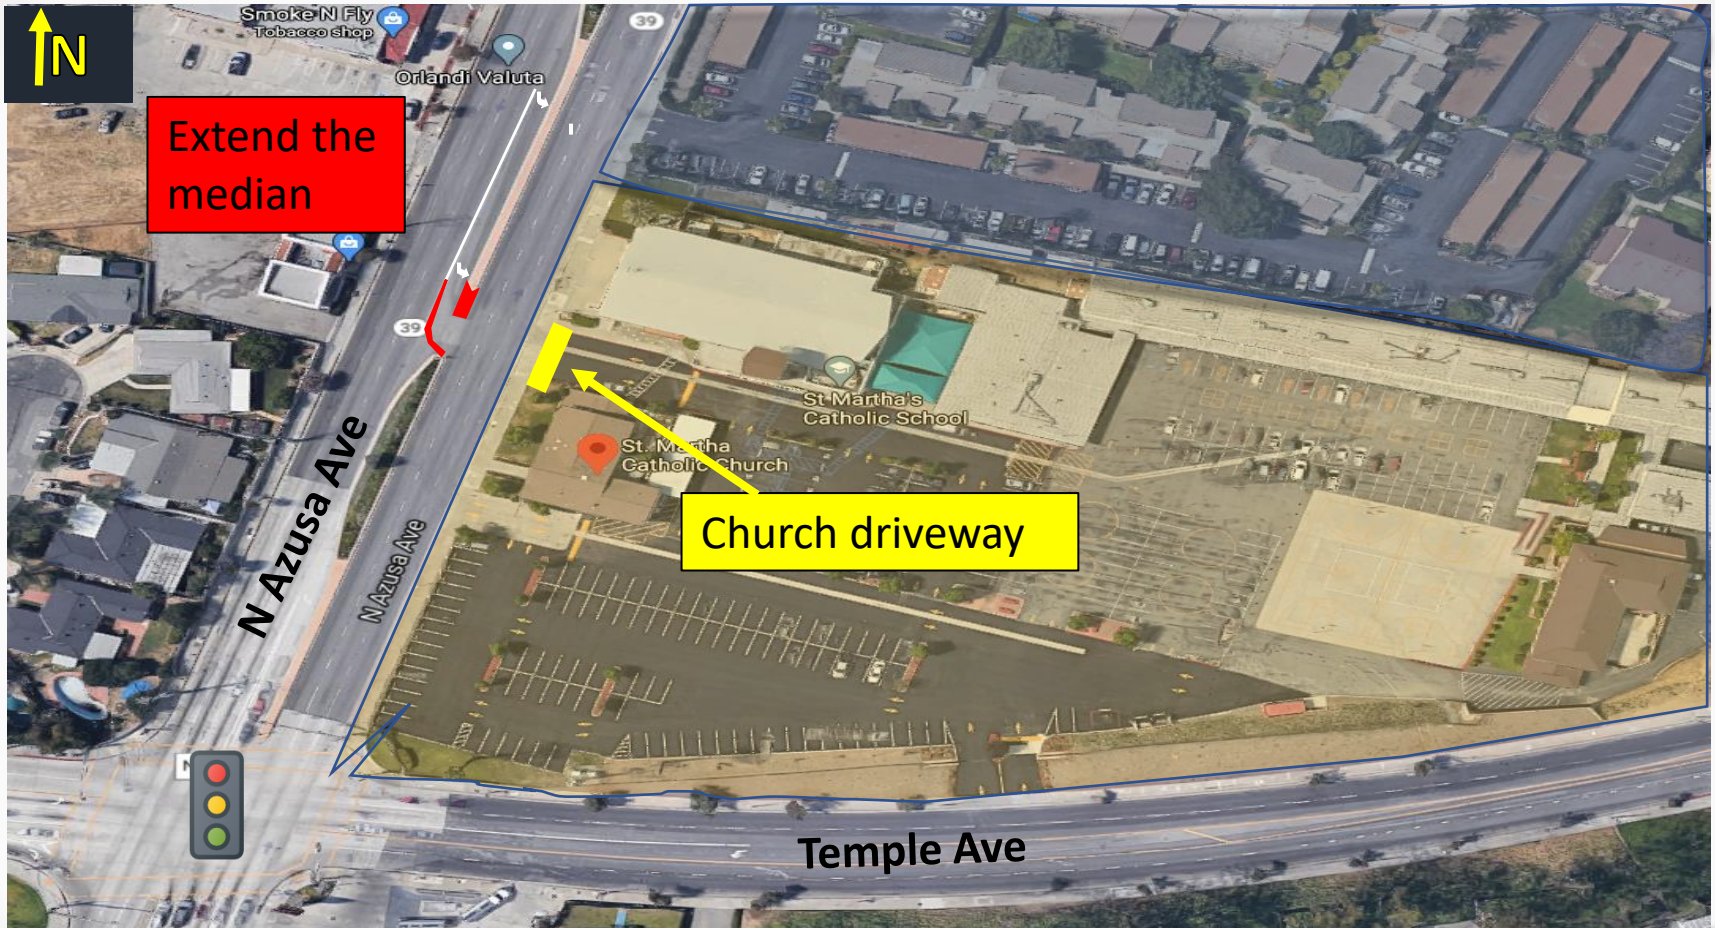 N
Smoke N Fly
Tobacco shop
39
Orlandi Valuta
Extend the
median
39
St Martha's
Catholic School
St. Martha
Catholic Church
Church driveway
N Azusa Ave
N Azusa Ave
N
Temple Ave